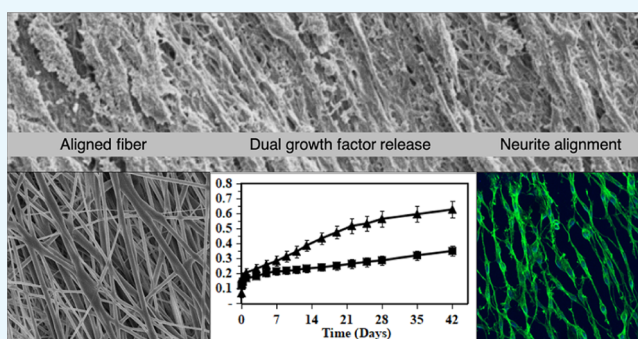 Aligned fiber
Dual growth factor release
Neurite alignment
0.8
0.7
0.6
0.5
0.4
0.3
0.2
0.1
–
0 7 14 21 28 35 42
Time (Days)